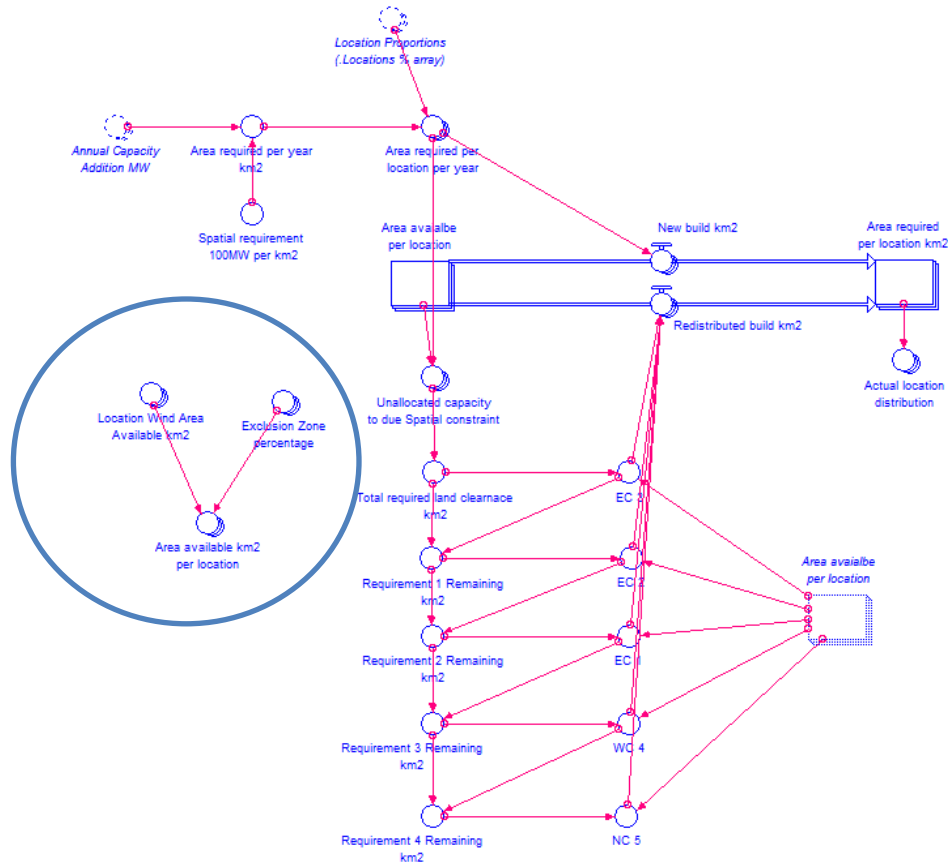 Location Proportions
(.Locations % array)
Annual Capacity
Addition MW
Area required per year
km2
Area required per
location per year
Spatial requirement
100MW per km2
Area avaialbe
per location
New build km2
Area required
per location km2
Redistributed build km2
Actual location
distribution
Unallocated capacity
to due Spatial constraint
Location Wind Area
Available km2
Exclusion Zone
percentage
Area available km2
per location
Total required land clearnace
km2
EC 3
Requirement 1 Remaining
km2
EC 2
Area avaialbe
per location
Requirement 2 Remaining
km2
EC 1
Requirement 3 Remaining
km2
WC 4
Requirement 4 Remaining
km2
NC 5